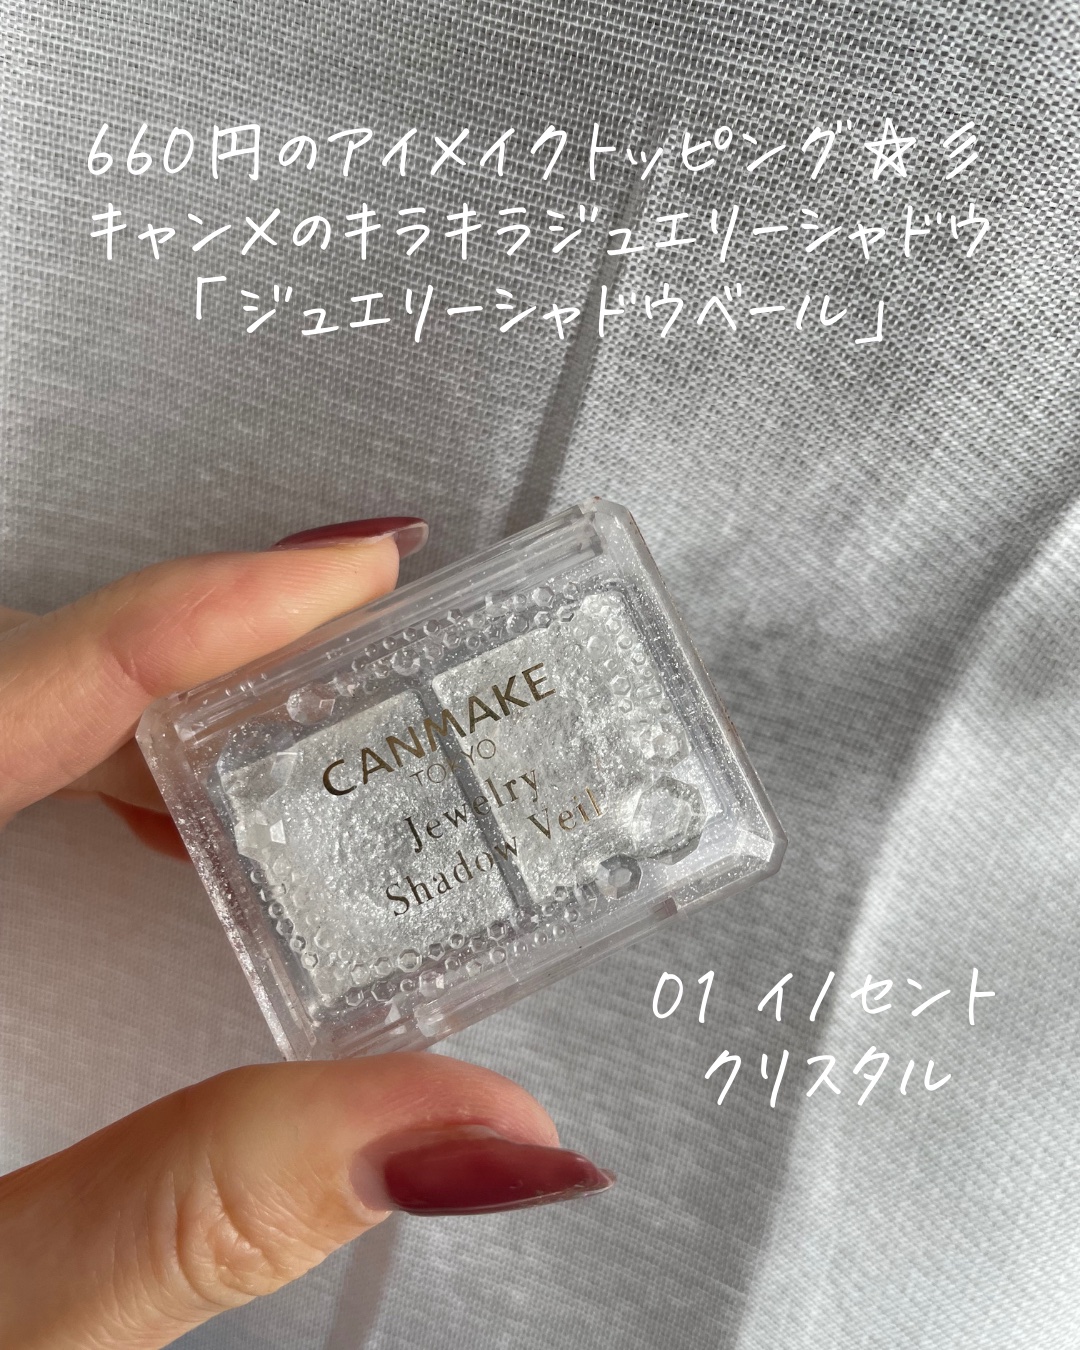 660円のアイメイクトッピング☆彡
キャンメのキラキラジュエリーシャドウ
「ジュエリーシャドウベール」
CANMAKE
TOKYO
Jewelry
Shadow Veil
01 イノセント
クリスタル